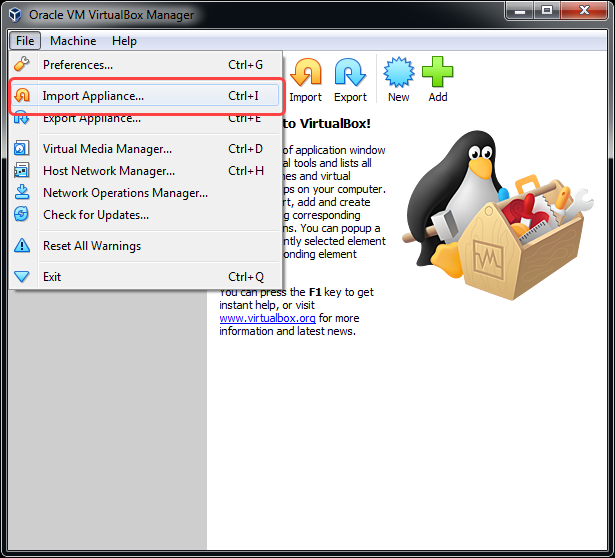 Oracle VM VirtualBox Manager
File Machine Help
Preferences... Ctrl+G
Import Appliance... Ctrl+I
Export Appliance... Ctrl+E
Virtual Media Manager... Ctrl+D
Host Network Manager... Ctrl+H
Network Operations Manager...
Check for Updates...
Reset All Warnings
Exit Ctrl+Q
Import Export New Add
to VirtualBox!
of application window
al tools and lists all
nes and virtual
ps on your computer.
rt, add and create
ng corresponding
ns. You can popup a
ntly selected element
ponding element
You can press the F1 key to get
instant help, or visit
www.virtualbox.org for more
information and latest news.